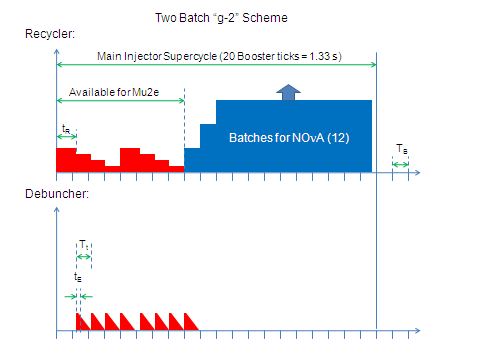 Two Batch “g-2” Scheme
Recycler:
Main Injector Supercycle (20 Booster ticks = 1.33 s)
Available for Mu2e
tR
Batches for NOvA (12)
TB
Debuncher:
Tt
tE